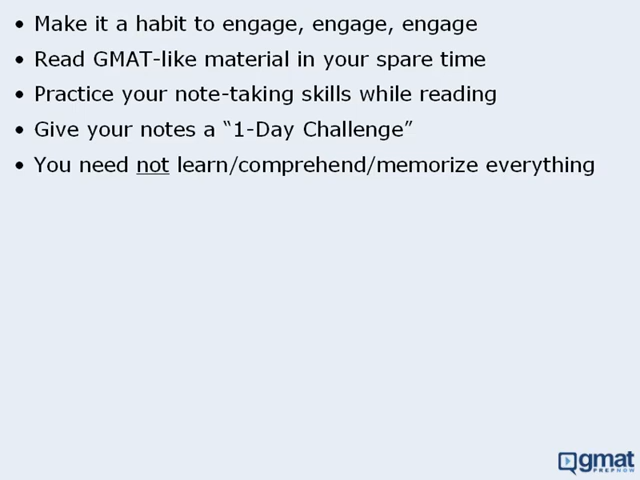 • Make it a habit to engage, engage, engage
• Read GMAT-like material in your spare time
• Practice your note-taking skills while reading
• Give your notes a “1-Day Challenge”
• You need not learn/comprehend/memorize everything
gmat
PREPNOW